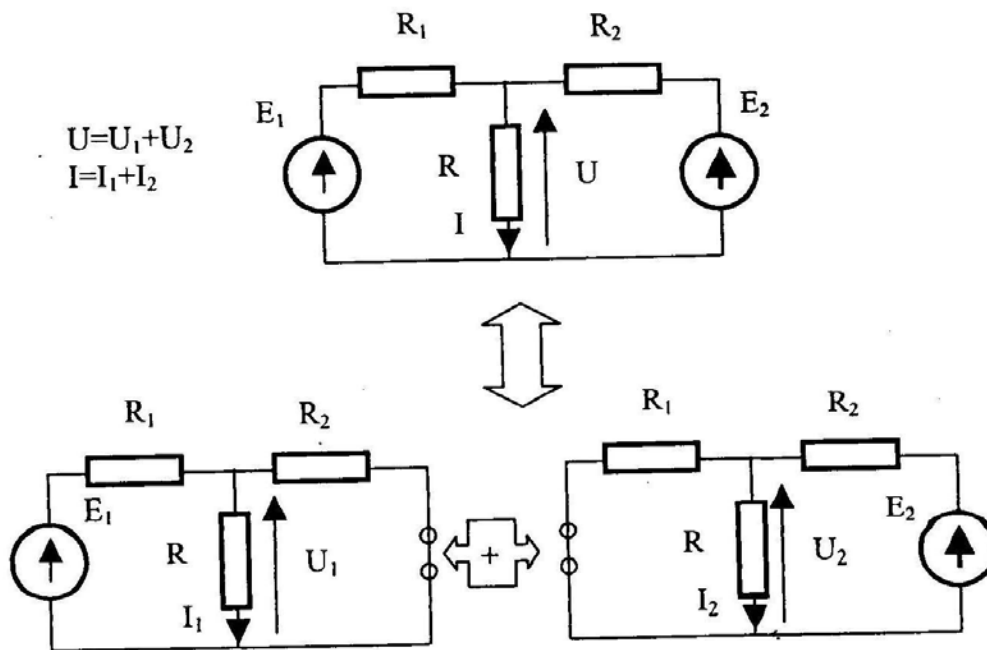 R₁
R₂
E₁
E₂
U=U₁+U₂
I=I₁+I₂
R
U
I
R₁
R₂
R₁
R₂
E₁
R
U₁
I₁
+
E₂
R
U₂
I₂